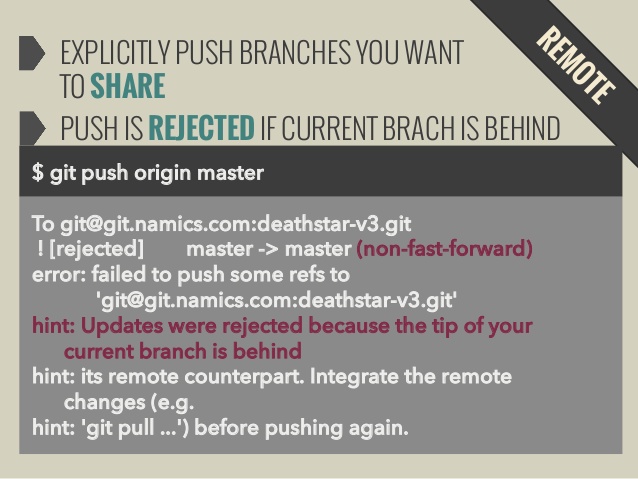 REMOTE
EXPLICITLY PUSH BRANCHES YOU WANT
TO SHARE
PUSH IS REJECTED IF CURRENT BRACH IS BEHIND
$ git push origin master
To git@git.namics.com:deathstar-v3.git
! [rejected] master -> master (non-fast-forward)
error: failed to push some refs to
'git@git.namics.com:deathstar-v3.git'
hint: Updates were rejected because the tip of your
current branch is behind
hint: its remote counterpart. Integrate the remote
changes (e.g.
hint: 'git pull ...') before pushing again.